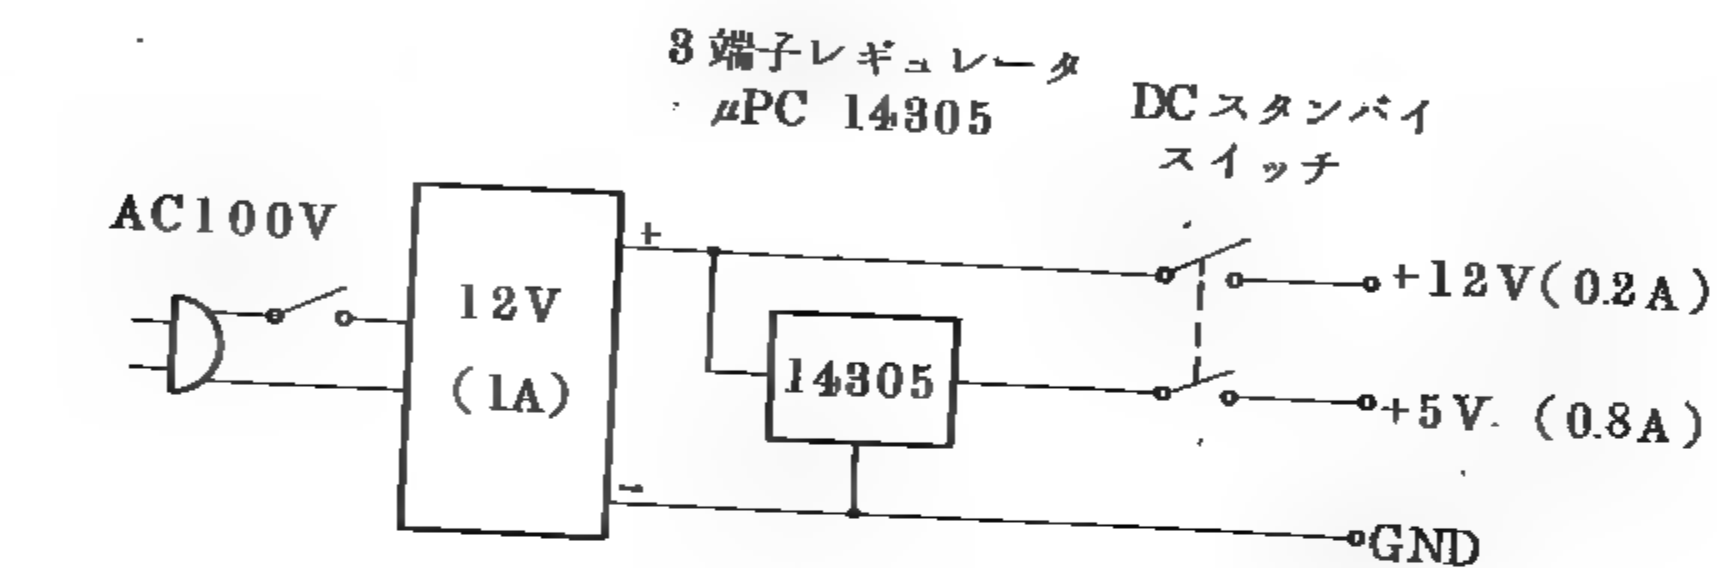 3端子レギュレータ
μPC 14305
DCスタンバイ
スイッチ
AC100V
+
12V
(1A)
+12V(0.2A)
14305
+5V (0.8A)
−
GND